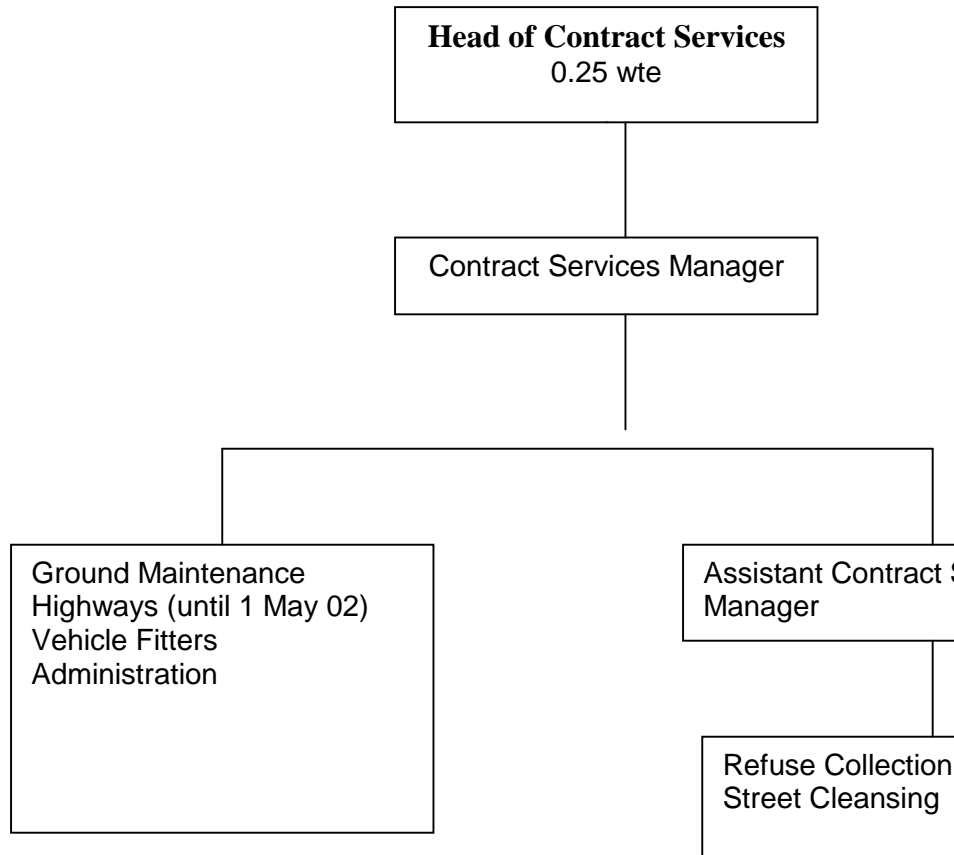 Head of Contract Services
0.25 wte
Contract Services Manager
Ground Maintenance
Highways (until 1 May 02)
Vehicle Fitters
Administration
Assistant Contract
Manager
Refuse Collection
Street Cleansing